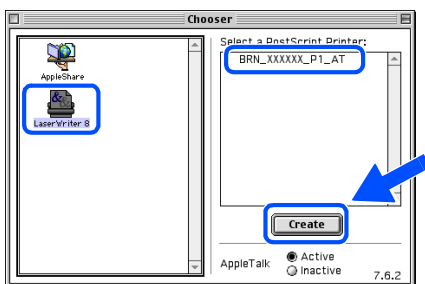 Chooser
AppleShare
LaserWriter 8
Select a PostScript Printer:
BRN_XXXXXX_P1_AT
Create
AppleTalk
Active
Inactive
7.6.2